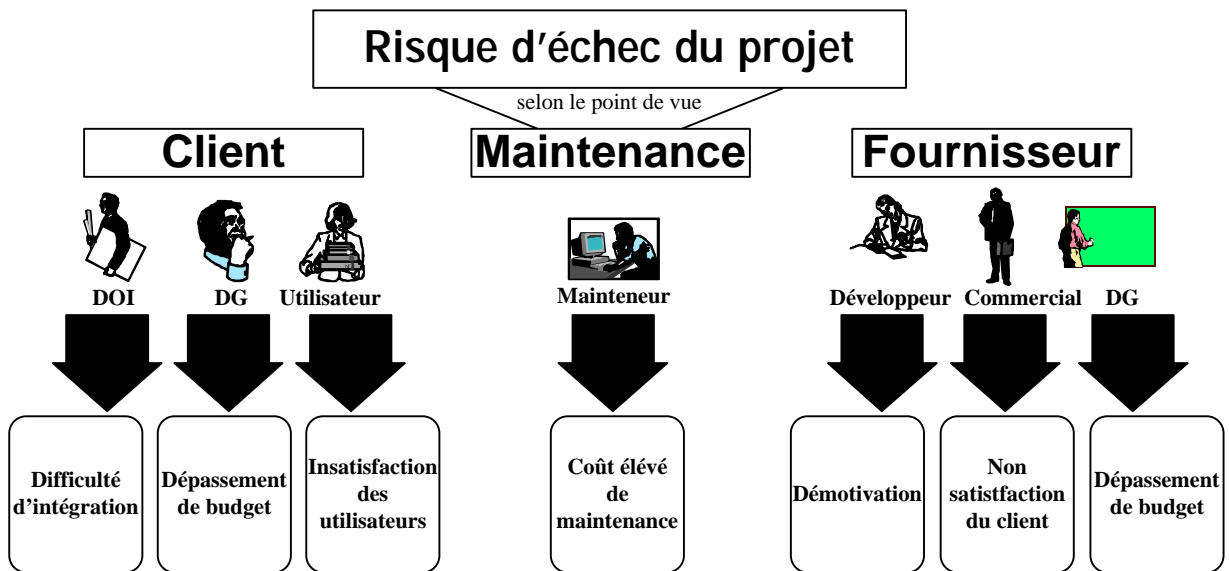 Risque d'échec du projet
selon le point de vue
Client
Maintenance
Fournisseur
DOI
DG
Utilisateur
Mainteneur
Développeur
Commercial
DG
Difficulté
d'intégration
Dépassement
de budget
Insatisfaction
des
utilisateurs
Coût élévé
de
maintenance
Démotivation
Non
satistfaction
du client
Dépassement
de budget